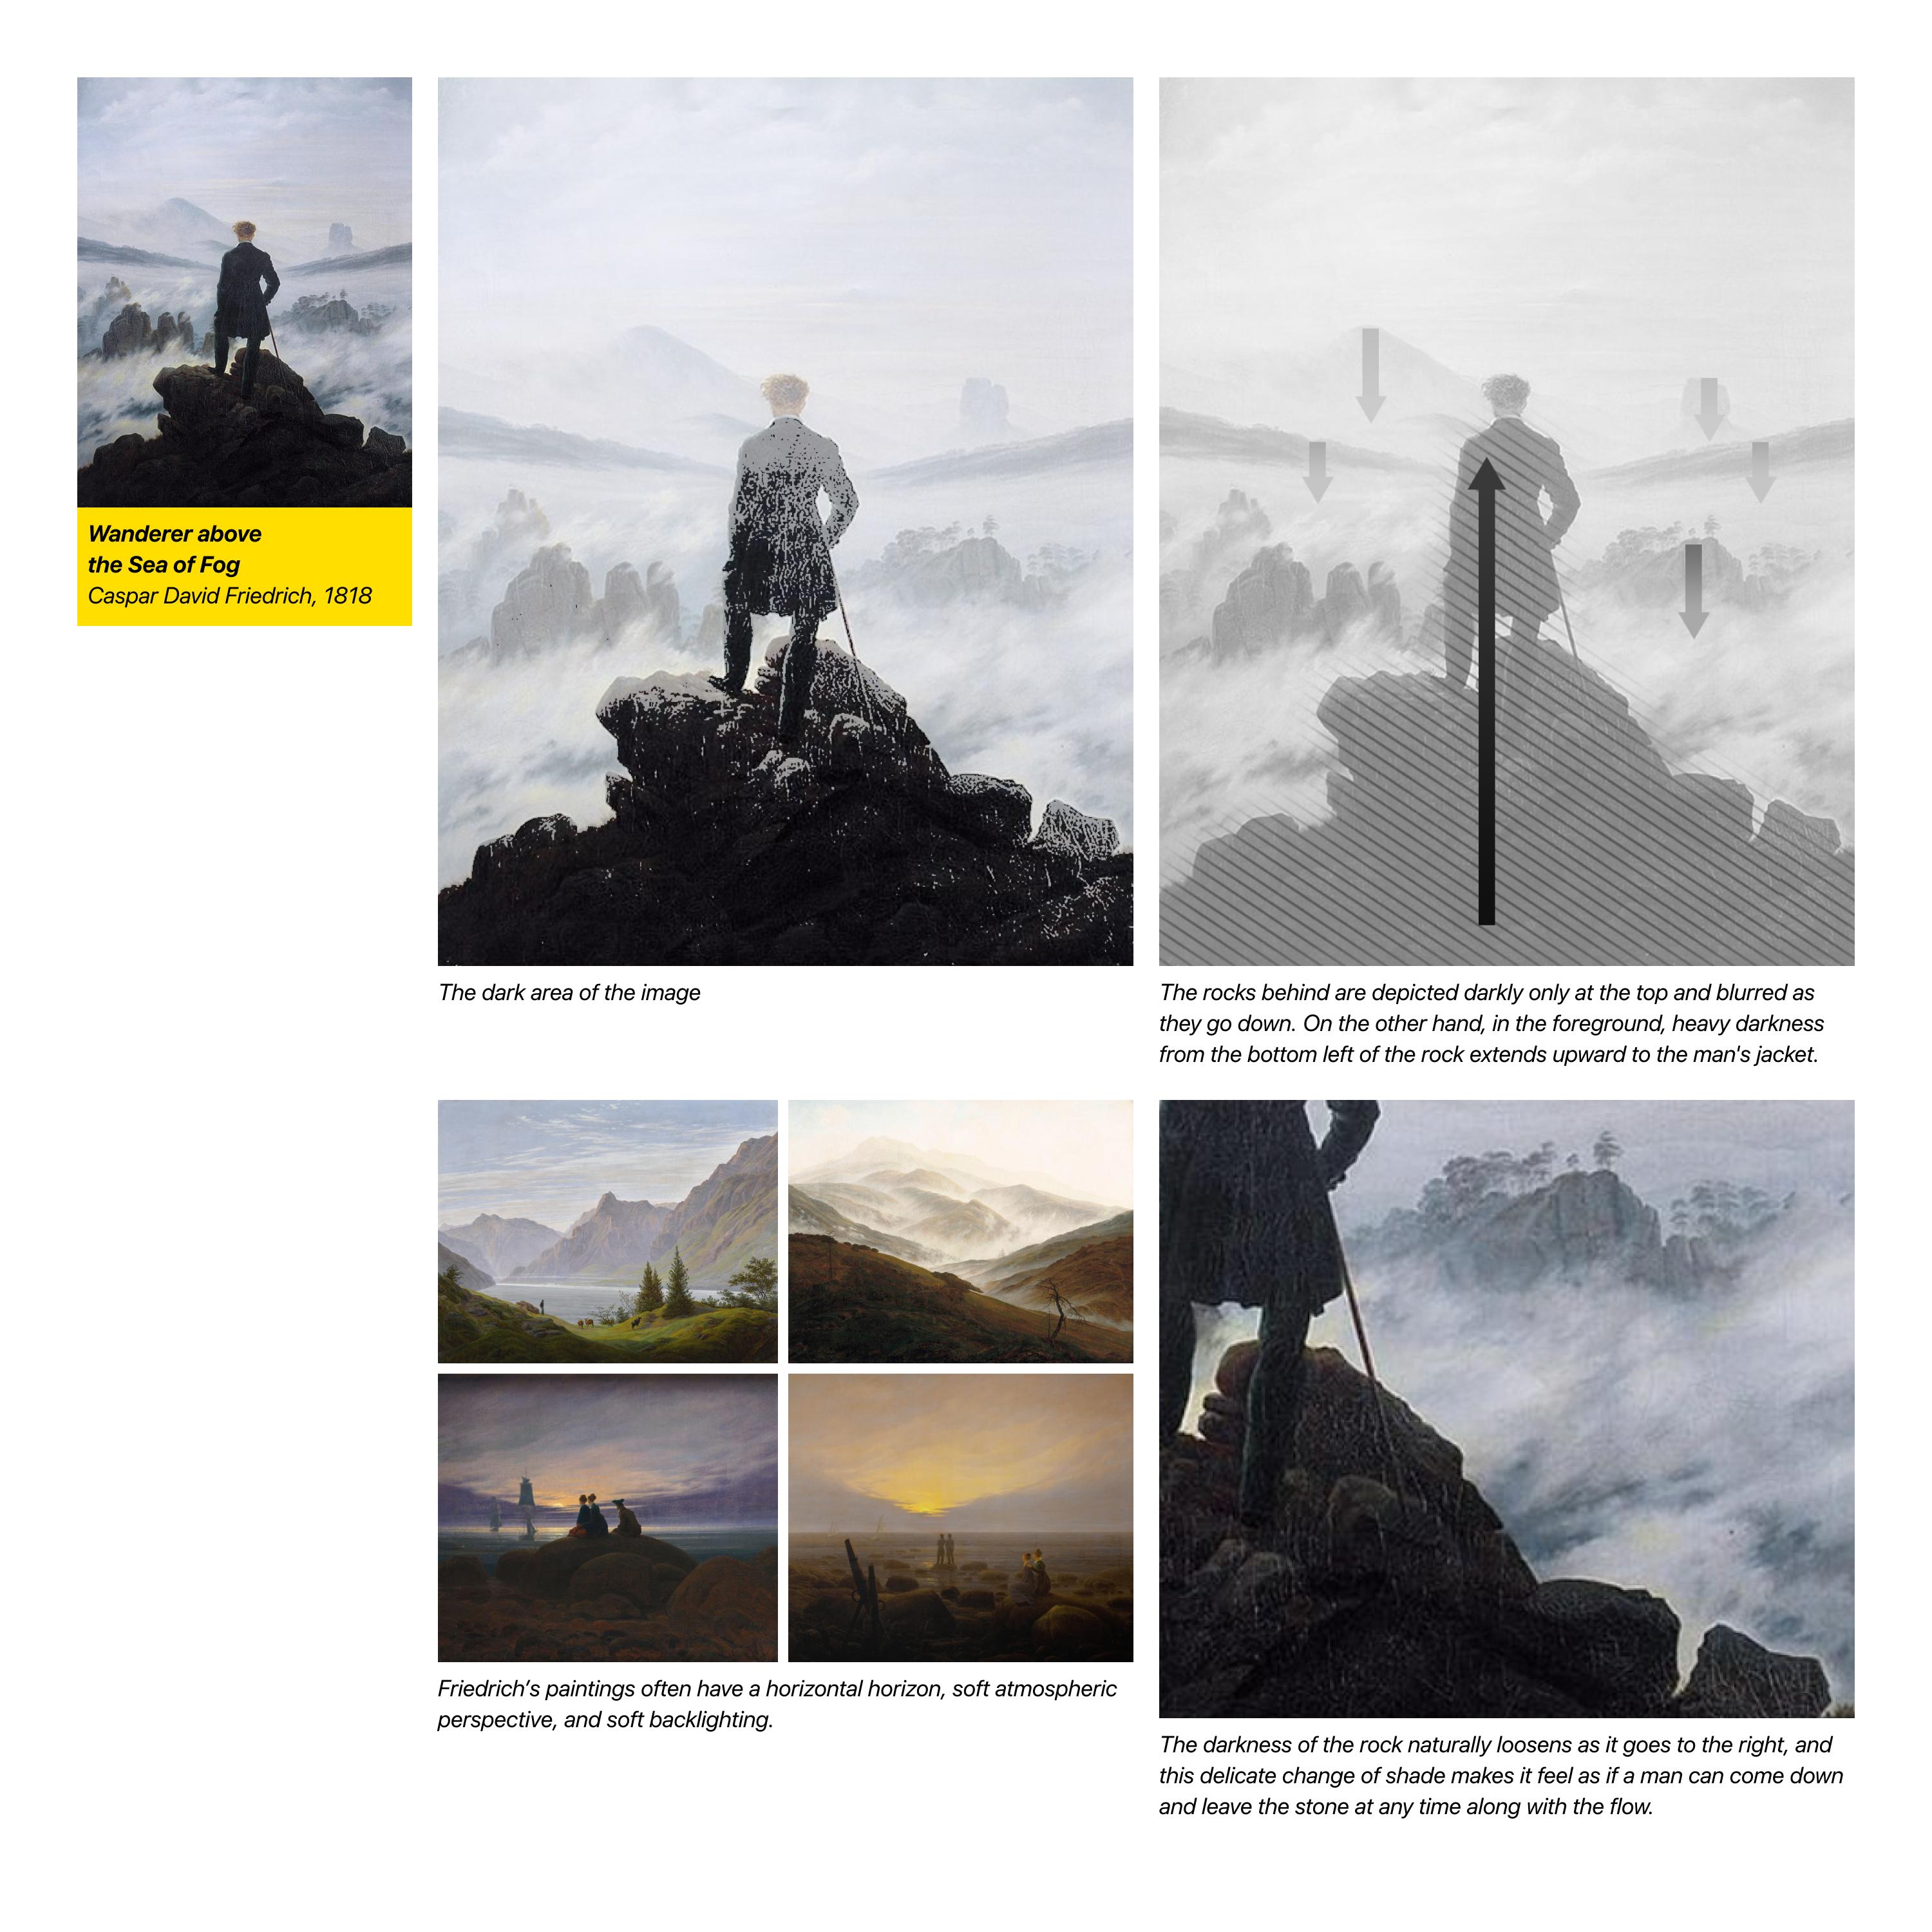 Wanderer above
the Sea of Fog
Caspar David Friedrich, 1818
The dark area of the image
The rocks behind are depicted darkly only at the top and blurred as
they go down. On the other hand, in the foreground, heavy darkness
from the bottom left of the rock extends upward to the man's jacket.
Friedrich’s paintings often have a horizontal horizon, soft atmospheric
perspective, and soft backlighting.
The darkness of the rock naturally loosens as it goes to the right, and
this delicate change of shade makes it feel as if a man can come down
and leave the stone at any time along with the flow.